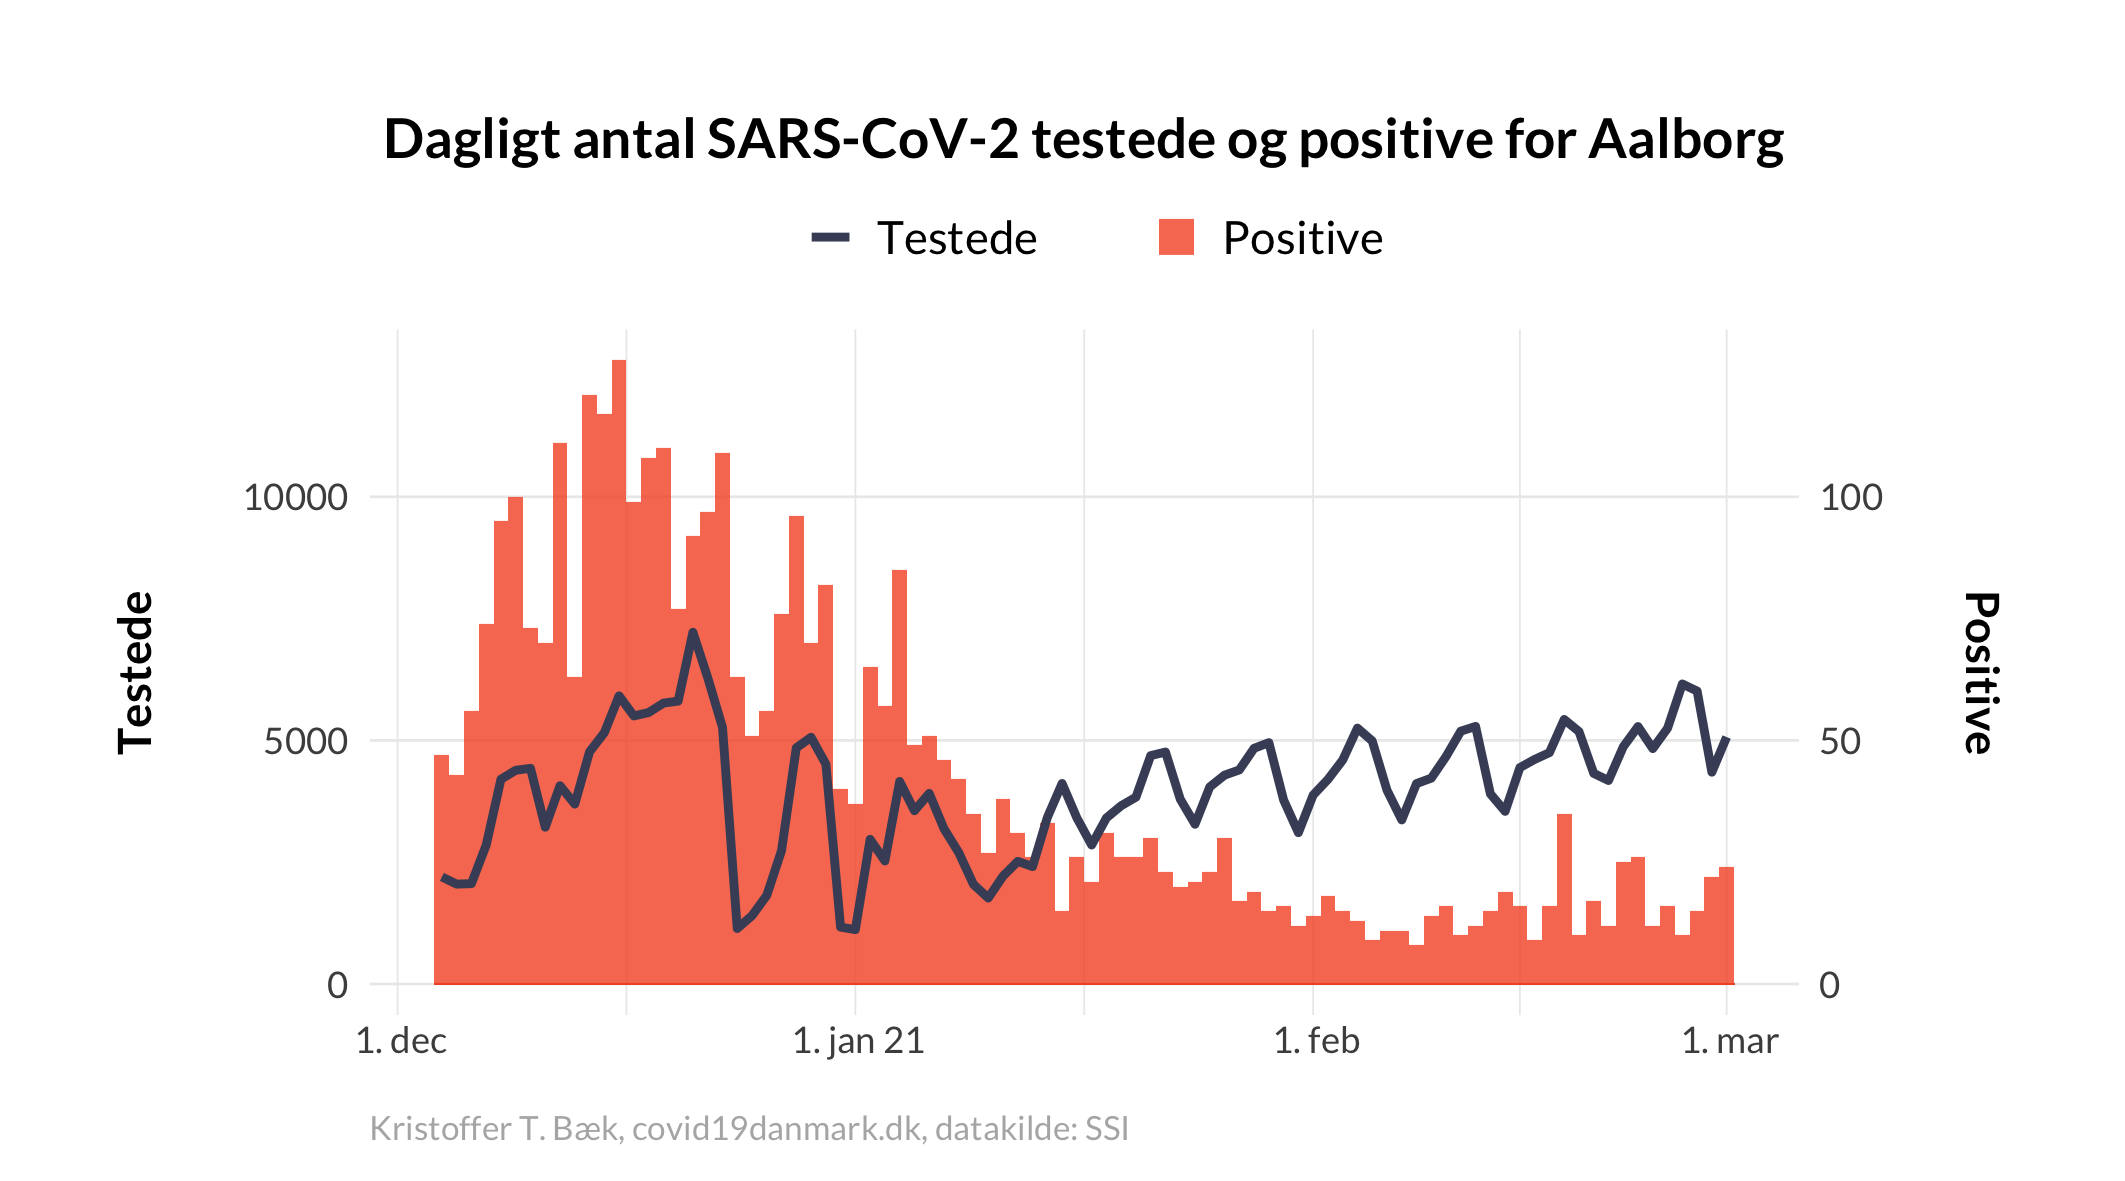 Dagligt antal SARS-CoV-2 testede og positive for Aalborg
Testede
Positive
Testede
10000
5000
0
100
50
0
Positive
1. dec
1. jan 21
1. feb
1. mar
Kristoffer T. Bæk, covid19danmark.dk, datakilde: SSI